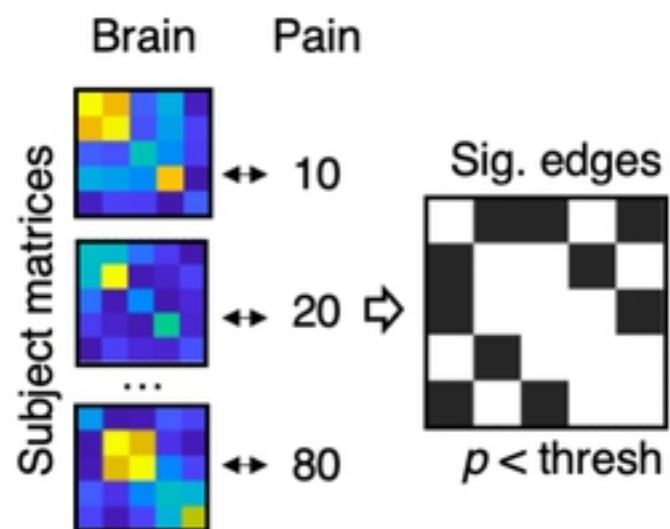 Brain
Pain
Subject matrices
10
20
...
80
Sig. edges
p < thresh